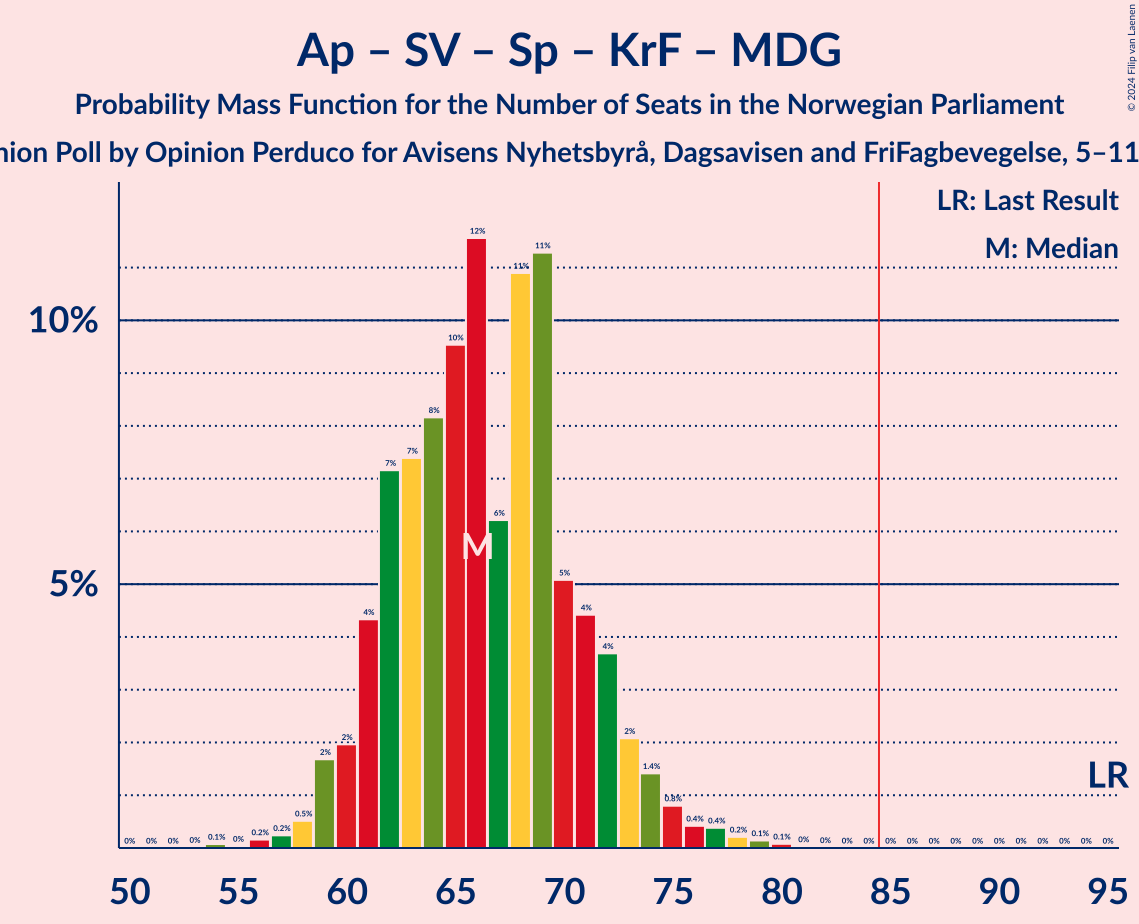 Ap – SV – Sp – KrF – MDG
Probability Mass Function for the Number of Seats in the Norwegian Parliament
Poll by Opinion Perduco for Avisens Nyhetsbyrå, Dagsavisen and FriFagbevegelse, 5–11
© 2024 Filip van Laenen
LR: Last Result
M: Median
10%
5%
0% 0% 0% 0% 0.1% 0% 0.2% 0.2% 0.5% 2% 2% 4% 7% 7% 8% 10% 12% 6% 11% 11% 5% 4% 4% 2% 1.4% 0.8% 0.4% 0.4% 0.2% 0.1% 0.1% 0% 0% 0% 0% 0% 0% 0% 0% 0% 0% 0% 0% 0% 0% 0%
M
LR
50 55 60 65 70 75 80 85 90 95